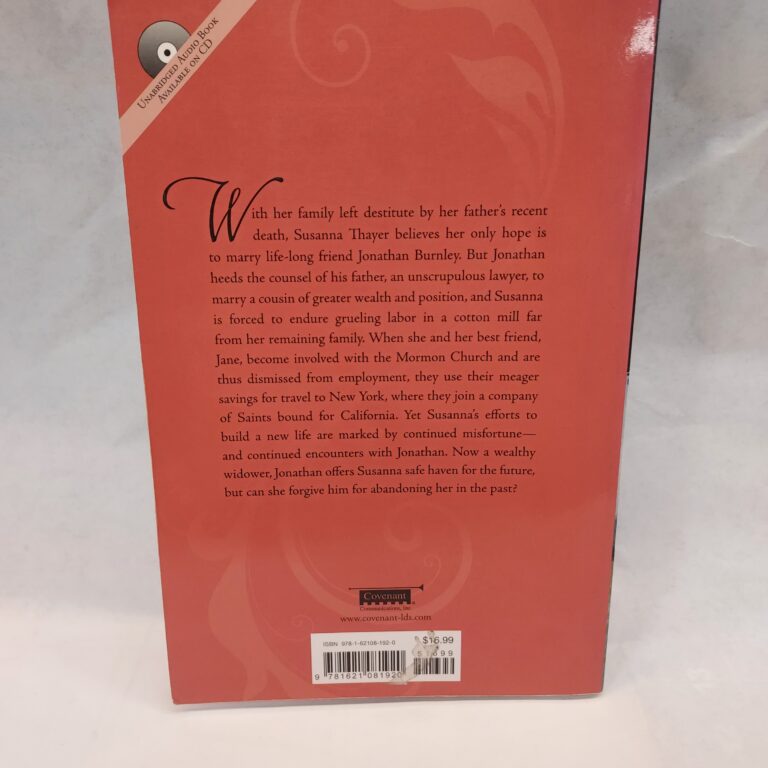 Unabridged Audio Book
Available on CD
With her family left destitute by her father's recent
death, Susanna Thayer believes her only hope is
to marry life-long friend Jonathan Burnley. But Jonathan
heeds the counsel of his father, an unscrupulous lawyer, to
marry a cousin of greater wealth and position, and Susanna
is forced to endure grueling labor in a cotton mill far
from her remaining family. When she and her best friend,
Jane, become involved with the Mormon Church and are
thus dismissed from employment, they use their meager
savings for travel to New York, where they join a company
of Saints bound for California. Yet Susanna's efforts to
build a new life are marked by continued misfortune—
and continued encounters with Jonathan. Now a wealthy
widower, Jonathan offers Susanna safe haven for the future,
but can she forgive him for abandoning her in the past?
Covenant
Communications, Inc.
www.covenant-lds.com
ISBN 978-1-62108-192-0
$16.99
9 781621 081920